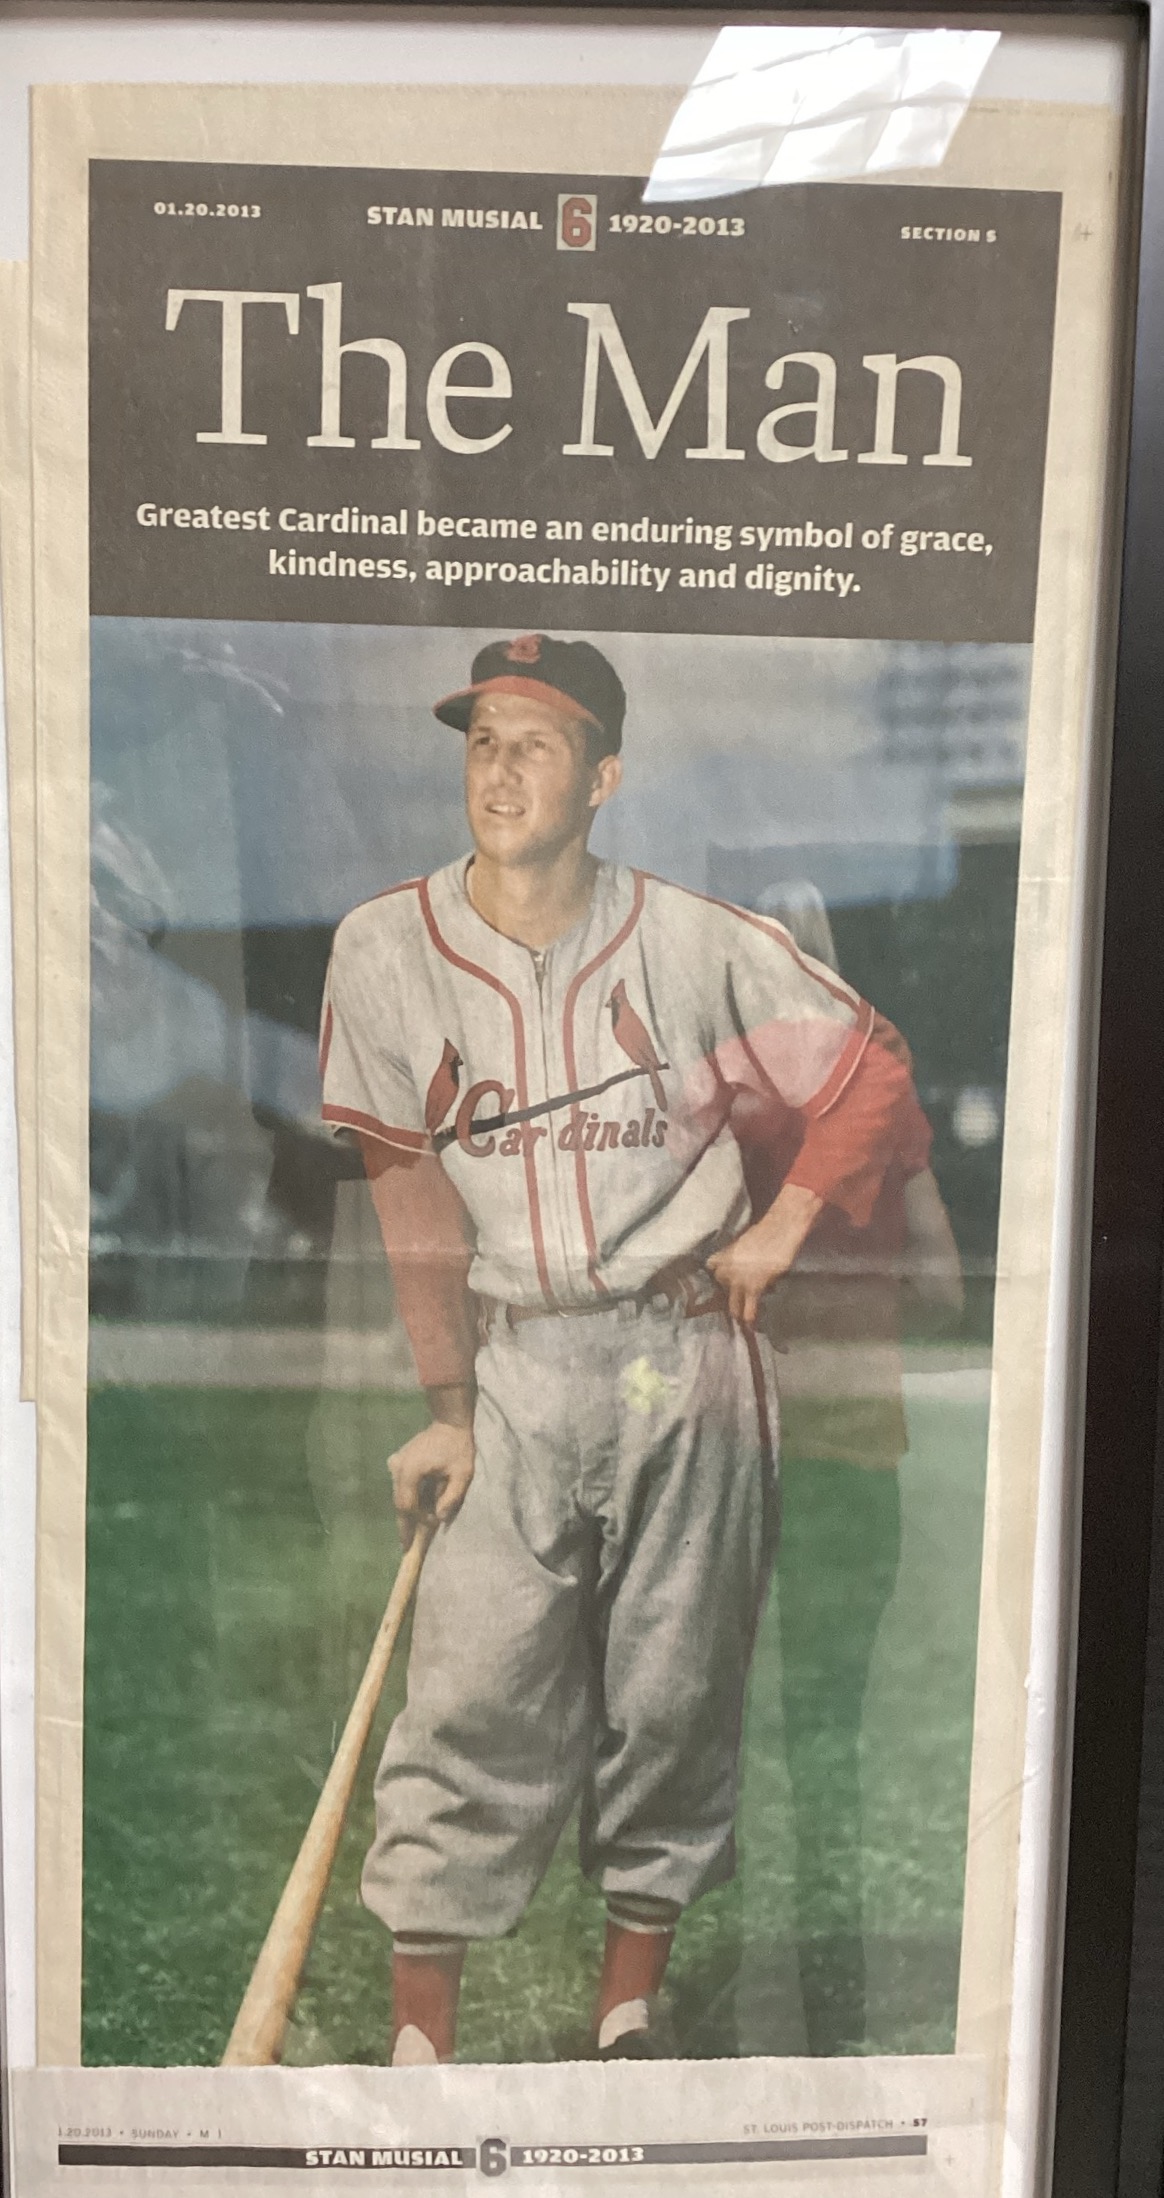 01.20.2013
STAN MUSIAL 6 1920-2013
SECTION S
The Man
Greatest Cardinal became an enduring symbol of grace,
kindness, approachability and dignity.
Cardinals
1.20.2013 • SUNDAY • M 1
ST. LOUIS POST-DISPATCH • S7
STAN MUSIAL 6 1920-2013